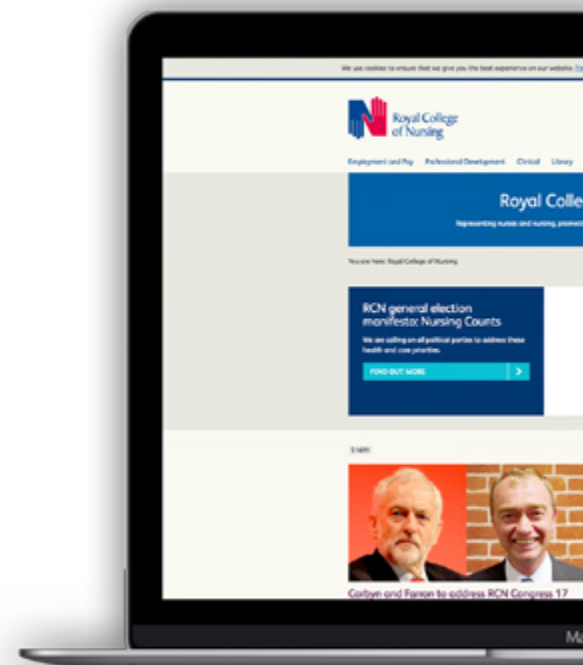 We use cookies to ensure that we give you the best experience on our website.
Royal College
of Nursing
Employment and Pay Professional Development Clinical Library
Royal Colle
Representing nurses and nursing, promoti
You are here: Royal College of Nursing
RCN general election
manifesto: Nursing Counts
We are calling on all political parties to address these
health and care priorities.
FIND OUT MORE
Corbyn and Farron to address RCN Congress 17
Ma